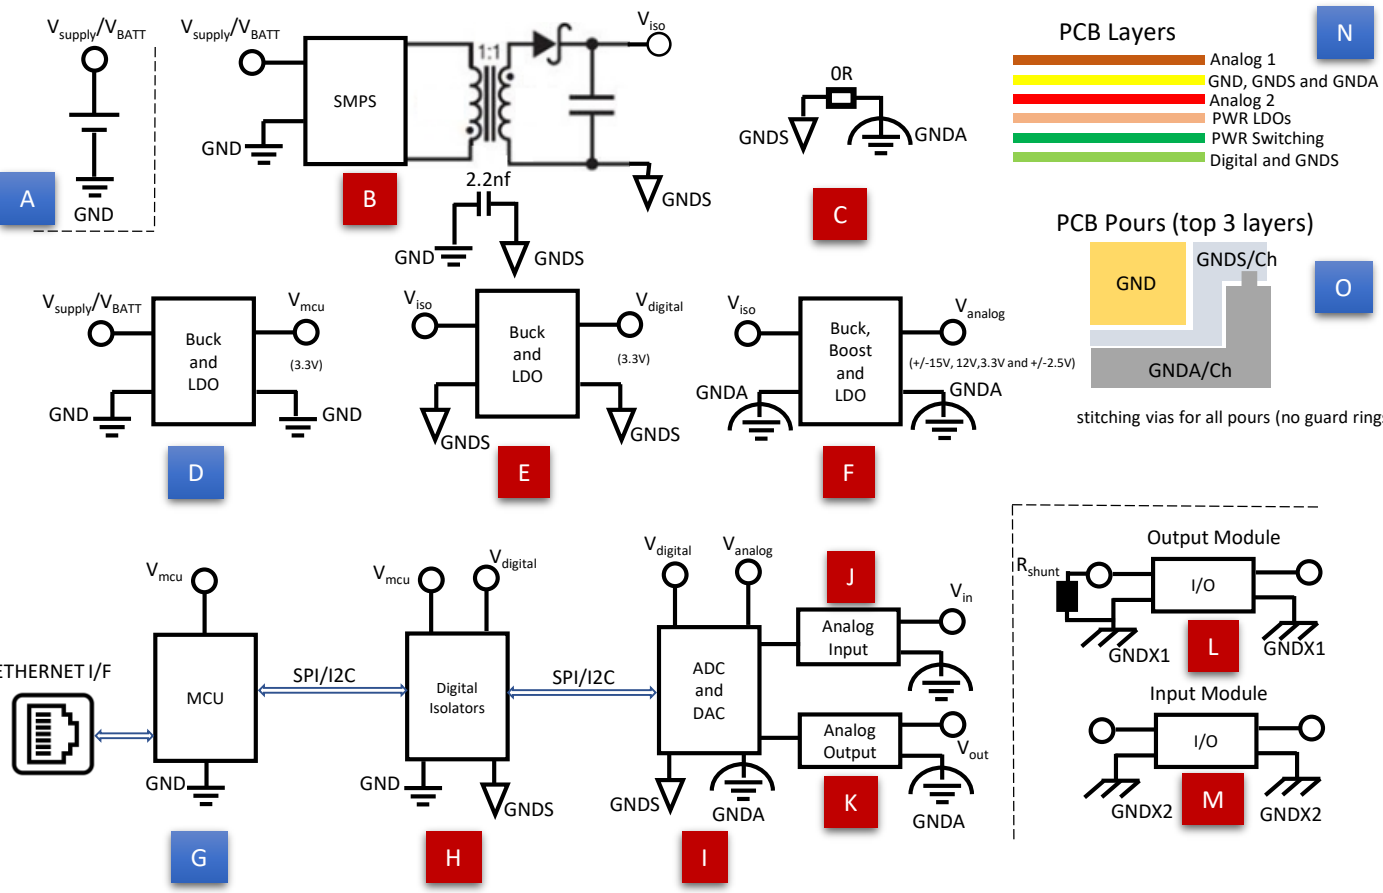 Vsupply/VBATT
GND
A
Vsupply/VBATT
SMPS
GND
1:1
Viso
GNDS
B
2.2nf
GND
GNDS
0R
GNDS
GNDA
C
PCB Layers
N
Analog 1
GND, GNDS and GNDA
Analog 2
PWR LDOs
PWR Switching
Digital and GNDS
PCB Pours (top 3 layers)
GND
GNDS/Ch
GNDA/Ch
O
stitching vias for all pours (no guard rings
Vsupply/VBATT
Buck
and
LDO
Vmcu
(3.3V)
GND
GND
D
Viso
Buck
and
LDO
Vdigital
(3.3V)
GNDS
GNDS
E
Viso
Buck,
Boost
and
LDO
Vanalog
(+/-15V, 12V,3.3V and +/-2.5V)
GNDA
GNDA
F
ETHERNET I/F
Vmcu
MCU
GND
G
SPI/I2C
Vmcu
Vdigital
Digital
Isolators
GND
GNDS
H
SPI/I2C
Vdigital
Vanalog
ADC
and
DAC
GNDS
GNDA
I
J
Analog
Input
Vin
Analog
Output
Vout
GNDA
K
Output Module
Rshunt
I/O
GNDX1
GNDX1
L
Input Module
I/O
GNDX2
GNDX2
M